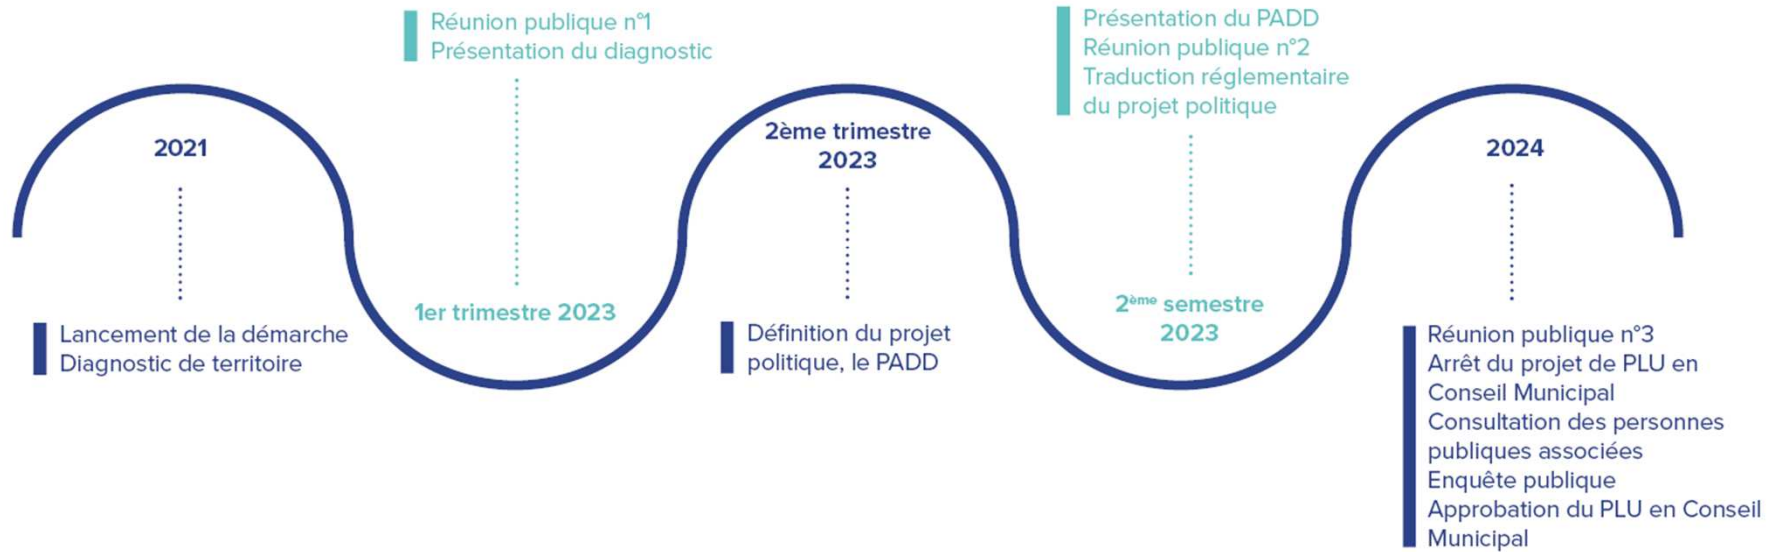 2021
Lancement de la démarche
Diagnostic de territoire
Réunion publique n°1
Présentation du diagnostic
1er trimestre 2023
2ème trimestre
2023
Définition du projet
politique, le PADD
Présentation du PADD
Réunion publique n°2
Traduction réglementaire
du projet politique
2ème semestre
2023
2024
Réunion publique n°3
Arrêt du projet de PLU en
Conseil Municipal
Consultation des personnes
publiques associées
Enquête publique
Approbation du PLU en Conseil
Municipal